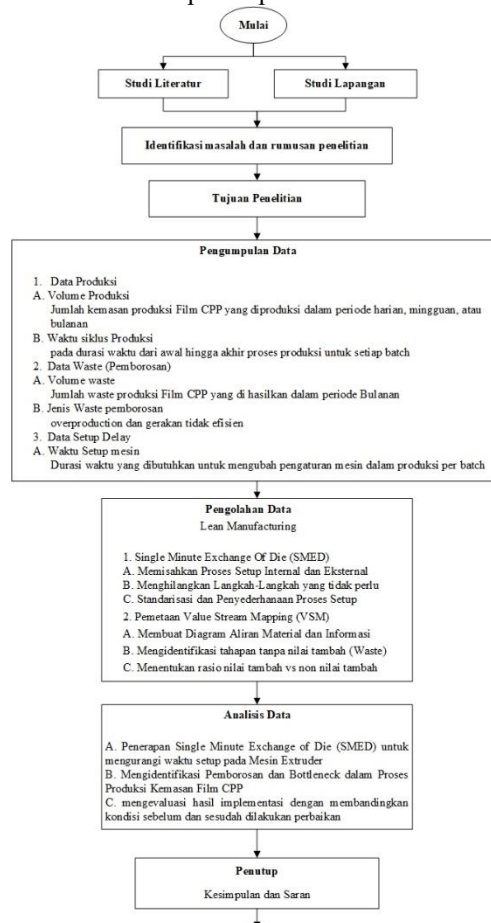 Mulai
Studi Literatur
Studi Lapangan
Identifikasi masalah dan rumusan penelitian
Tujuan Penelitian
Pengumpulan Data
1. Data Produksi
A. Volume Produksi
Jumlah kemasan produksi Film CPP yang diproduksi dalam periode harian, mingguan, atau
bulanan
B. Waktu siklus Produksi
pada durasi waktu dari awal hingga akhir proses produksi untuk setiap batch
2. Data Waste (Pemborosan)
A. Volume waste
Jumlah waste produksi Film CPP yang di hasilkan dalam periode Bulanan
B. Jenis Waste pemborosan
overproduction dan gerakan tidak efisien
3. Data Setup Delay
A. Waktu Setup mesin
Durasi waktu yang dibutuhkan untuk mengubah pengaturan mesin dalam produksi per batch
Pengolahan Data
Lean Manufacturing
1. Single Minute Exchange Of Die (SMED)
A. Memisahkan Proses Setup Internal dan Eksternal
B. Menghilangkan Langkah-Langkah yang tidak perlu
C. Standarisasi dan Penyederhanaan Proses Setup
2. Pemetaan Value Stream Mapping (VSM)
A. Membuat Diagram Aliran Material dan Informasi
B. Mengidentifikasi tahapan tanpa nilai tambah (Waste)
C. Menentukan rasio nilai tambah vs non nilai tambah
Analisis Data
A. Penerapan Single Minute Exchange of Die (SMED) untuk
mengurangi waktu setup pada Mesin Extruder
B. Mengidentifikasi Pemborosan dan Bottleneck dalam Proses
Produksi Kemasan Film CPP
C. mengevaluasi hasil implementasi dengan membandingkan
kondisi sebelum dan sesudah dilakukan perbaikan
Penutup
Kesimpulan dan Saran